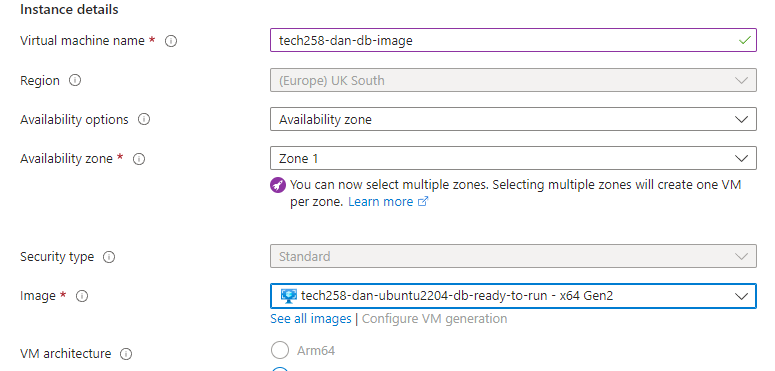 Instance details
Virtual machine name *
tech258-dan-db-image
Region
(Europe) UK South
Availability options
Availability zone
Availability zone *
Zone 1
You can now select multiple zones. Selecting multiple zones will create one VM
per zone. Learn more
Security type
Standard
Image *
tech258-dan-ubuntu2204-db-ready-to-run - x64 Gen2
See all images | Configure VM generation
VM architecture
Arm64